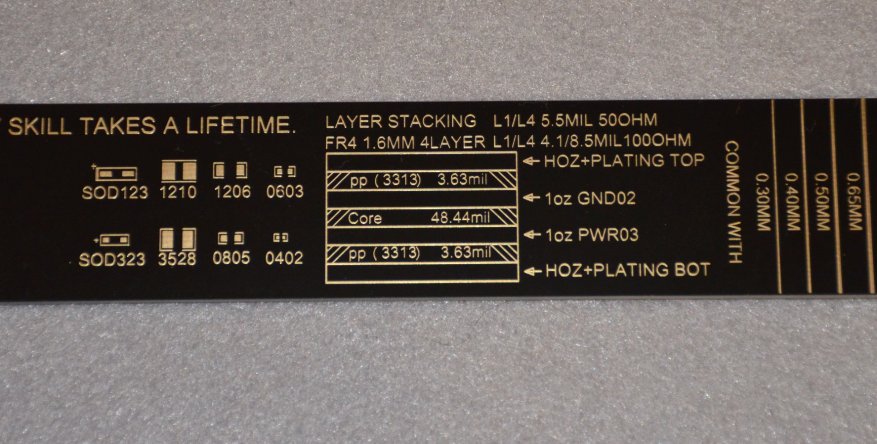 SKILL TAKES A LIFETIME.
SOD123 1210 1206 0603
SOD323 3528 0805 0402
LAYER STACKING L1/L4 5.5MIL 50OHM
FR4 1.6MM 4LAYER L1/L4 4.1/8.5MIL100OHM
HOZ+PLATING TOP
pp (3313) 3.63mil
1oz GND02
Core 48.44mil
1oz PWR03
pp (3313) 3.63mil
HOZ+PLATING BOT
COMMON WITH
0.30MM
0.40MM
0.50MM
0.65MM